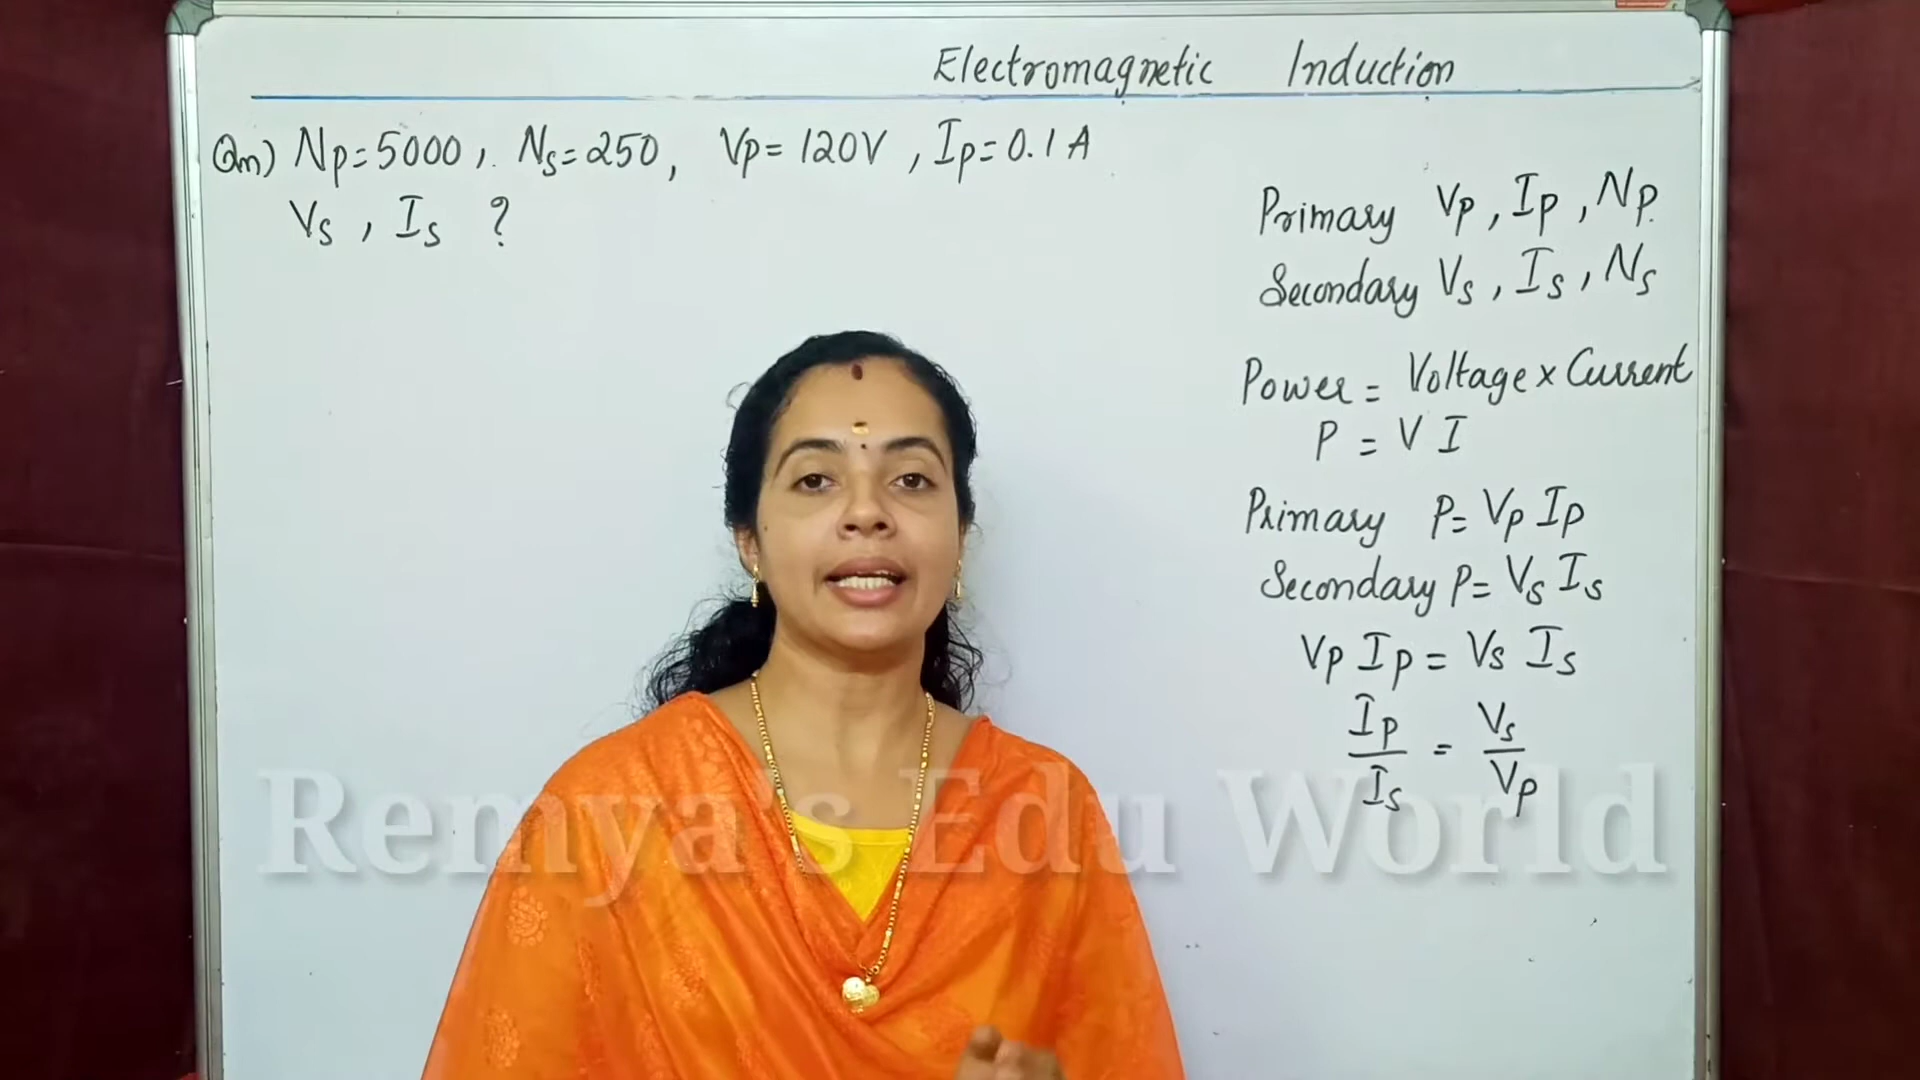 Electromagnetic Induction
Qn) Np=5000, Ns=250, Vp=120V, Ip=0.1A
Vs, Is ?
Primary Vp, Ip, Np.
Secondary Vs, Is, Ns
Power = Voltage x Current
P = V I
Primary P= Vp Ip
Secondary P= Vs Is
Vp Ip = Vs Is
Ip/Is = Vs/Vp
Remya's Edu World